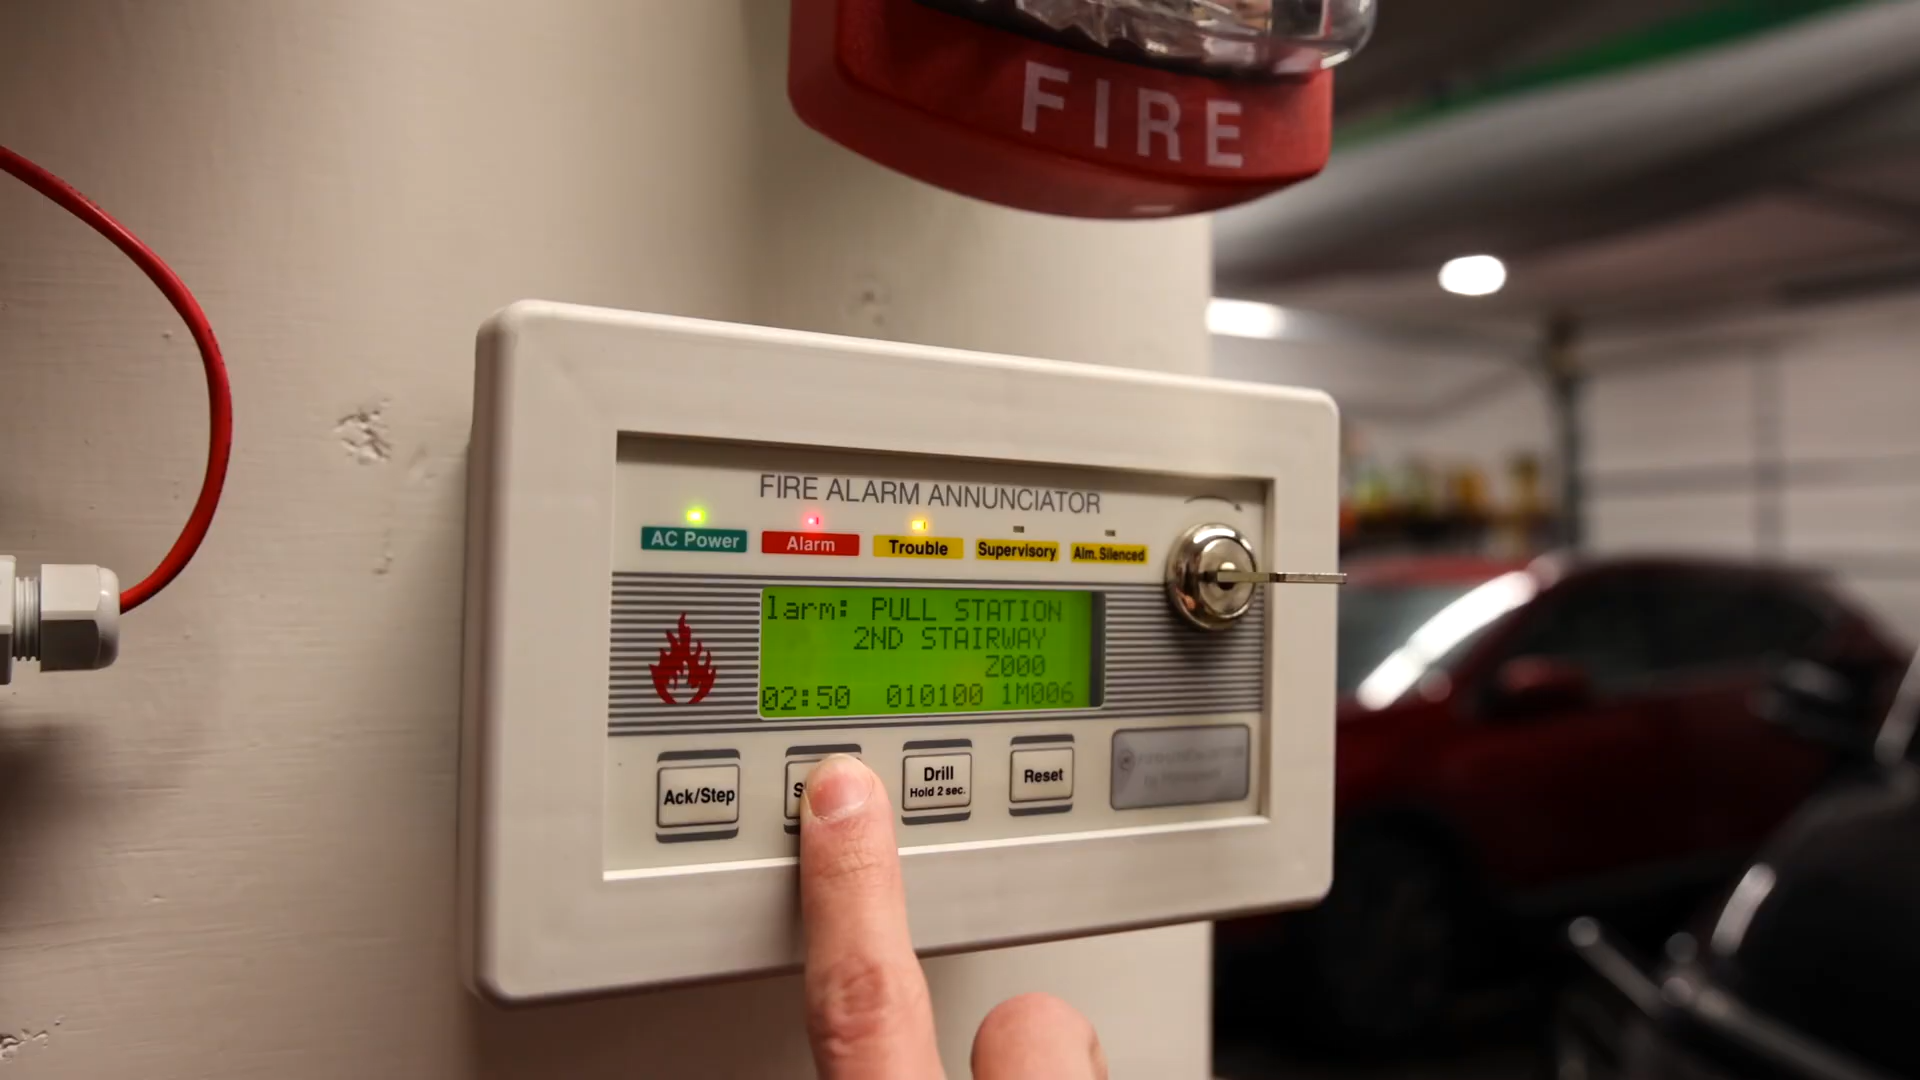 FIRE
FIRE ALARM ANNUNCIATOR
AC Power Alarm Trouble Supervisory Alm. Silenced
larm: PULL STATION
2ND STAIRWAY
Z000
02:50 010100 1M006
Ack/Step
Drill
Hold 2 sec.
Reset